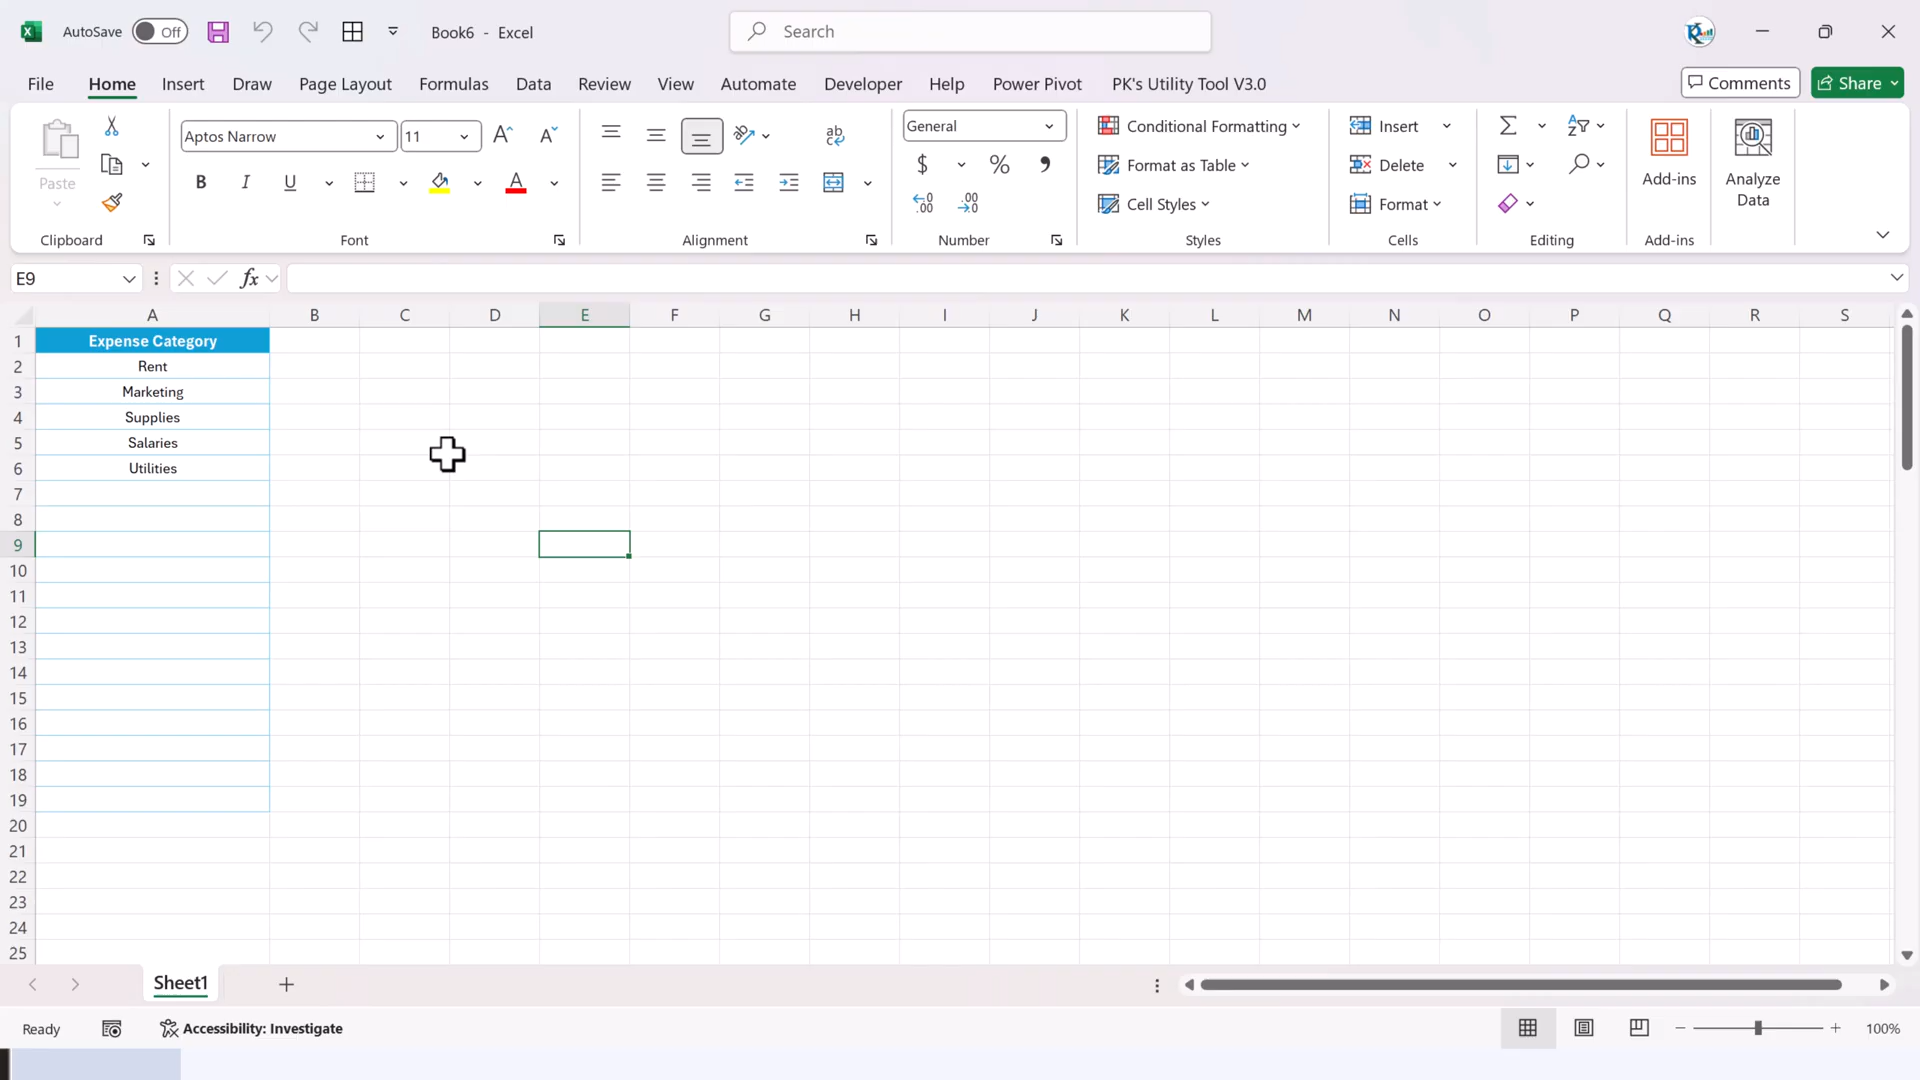 AutoSave Off Book6 - Excel Search
File Home Insert Draw Page Layout Formulas Data Review View Automate Developer Help Power Pivot PK's Utility Tool V3.0 Comments Share
Paste
Clipboard
Aptos Narrow 11
B I U A
Font
ab
Alignment
General
$ % ,
Number
Conditional Formatting
Format as Table
Cell Styles
Styles
Insert
Delete
Format
Cells
Editing
Add-ins
Add-ins
Analyze
Data
E9 fx
A B C D E F G H I J K L M N O P Q R S
1 Expense Category
2 Rent
3 Marketing
4 Supplies
5 Salaries
6 Utilities
7
8
9
10
11
12
13
14
15
16
17
18
19
20
21
22
23
24
25
Sheet1
Ready Accessibility: Investigate 100%